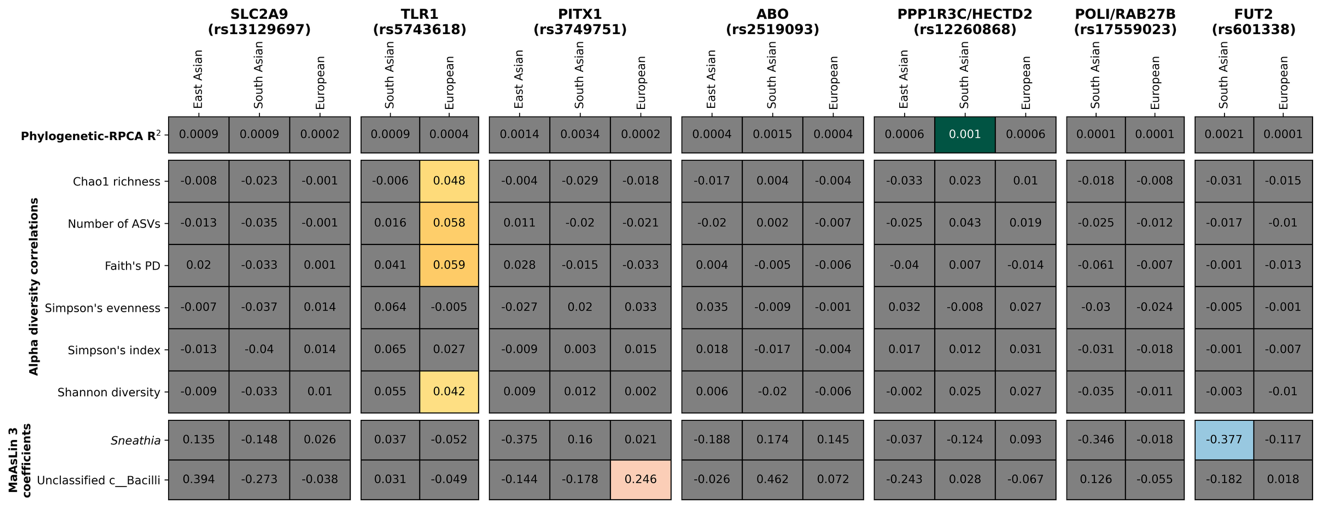 SLC2A9 TLR1 PITX1 ABO PPP1R3C/HECTD2 POLI/RAB27B FUT2
(rs13129697) (rs5743618) (rs3749751) (rs2519093) (rs12260868) (rs17559023) (rs601338)
East Asian South Asian European South Asian European East Asian South Asian European East Asian South Asian European East Asian South Asian European South Asian European South Asian European
Phylogenetic-RPCA R² 0.0009 0.0009 0.0002 0.0009 0.0004 0.0014 0.0034 0.0002 0.0004 0.0015 0.0004 0.0006 0.001 0.0006 0.0001 0.0001 0.0021 0.0001
Alpha diversity correlations
Chao1 richness -0.008 -0.023 -0.001 -0.006 0.048 -0.004 -0.029 -0.018 -0.017 0.004 -0.004 -0.033 0.023 0.01 -0.018 -0.008 -0.031 -0.015
Number of ASVs -0.013 -0.035 -0.001 0.016 0.058 0.011 -0.02 -0.021 -0.02 0.002 -0.007 -0.025 0.043 0.019 -0.025 -0.012 -0.017 -0.01
Faith's PD 0.02 -0.033 0.001 0.041 0.059 0.028 -0.015 -0.033 0.004 -0.005 -0.006 -0.04 0.007 -0.014 -0.061 -0.007 -0.001 -0.013
Simpson's evenness -0.007 -0.037 0.014 0.064 -0.005 -0.027 0.02 0.033 0.035 -0.009 -0.001 0.032 -0.008 0.027 -0.03 -0.024 -0.005 -0.001
Simpson's index -0.013 -0.04 0.014 0.065 0.027 -0.009 0.003 0.015 0.018 -0.017 -0.004 0.017 0.012 0.031 -0.031 -0.018 -0.001 -0.007
Shannon diversity -0.009 -0.033 0.01 0.055 0.042 0.009 0.012 0.002 0.006 -0.02 -0.006 -0.002 0.025 0.027 -0.035 -0.011 -0.003 -0.01
MaAsLin 3
coefficients
Sneathia 0.135 -0.148 0.026 0.037 -0.052 -0.375 0.16 0.021 -0.188 0.174 0.145 -0.037 -0.124 0.093 -0.346 -0.018 -0.377 -0.117
Unclassified c__Bacilli 0.394 -0.273 -0.038 0.031 -0.049 -0.144 -0.178 0.246 -0.026 0.462 0.072 -0.243 0.028 -0.067 0.126 -0.055 -0.182 0.018